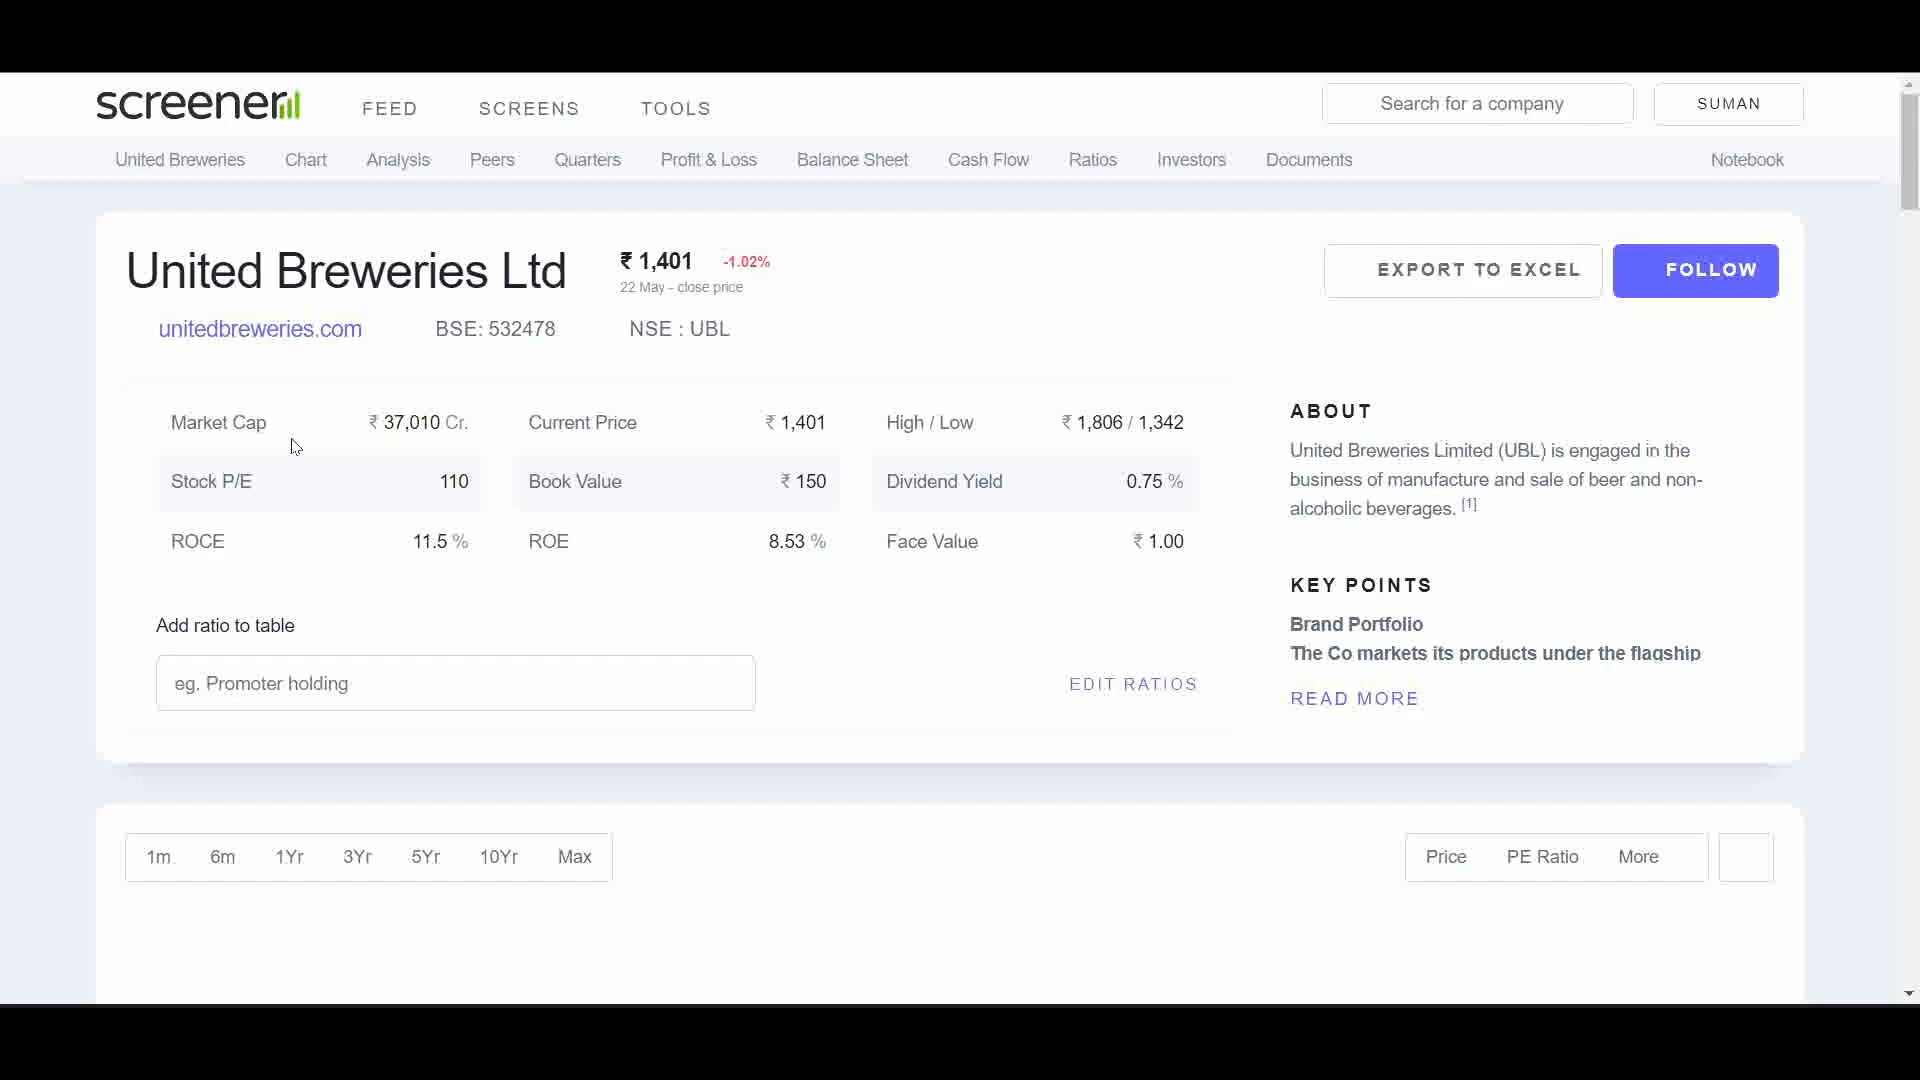 screener FEED SCREENS TOOLS Search for a company SUMAN
United Breweries Chart Analysis Peers Quarters Profit & Loss Balance Sheet Cash Flow Ratios Investors Documents Notebook
United Breweries Ltd ₹ 1,401 -1.02%
22 May - close price
EXPORT TO EXCEL FOLLOW
unitedbreweries.com BSE: 532478 NSE : UBL
Market Cap ₹ 37,010 Cr. Current Price ₹ 1,401 High / Low ₹ 1,806 / 1,342
Stock P/E 110 Book Value ₹ 150 Dividend Yield 0.75 %
ROCE 11.5 % ROE 8.53 % Face Value ₹ 1.00
Add ratio to table
eg. Promoter holding EDIT RATIOS
ABOUT
United Breweries Limited (UBL) is engaged in the
business of manufacture and sale of beer and non-
alcoholic beverages. [1]
KEY POINTS
Brand Portfolio
The Co markets its products under the flagship
READ MORE
1m 6m 1Yr 3Yr 5Yr 10Yr Max Price PE Ratio More